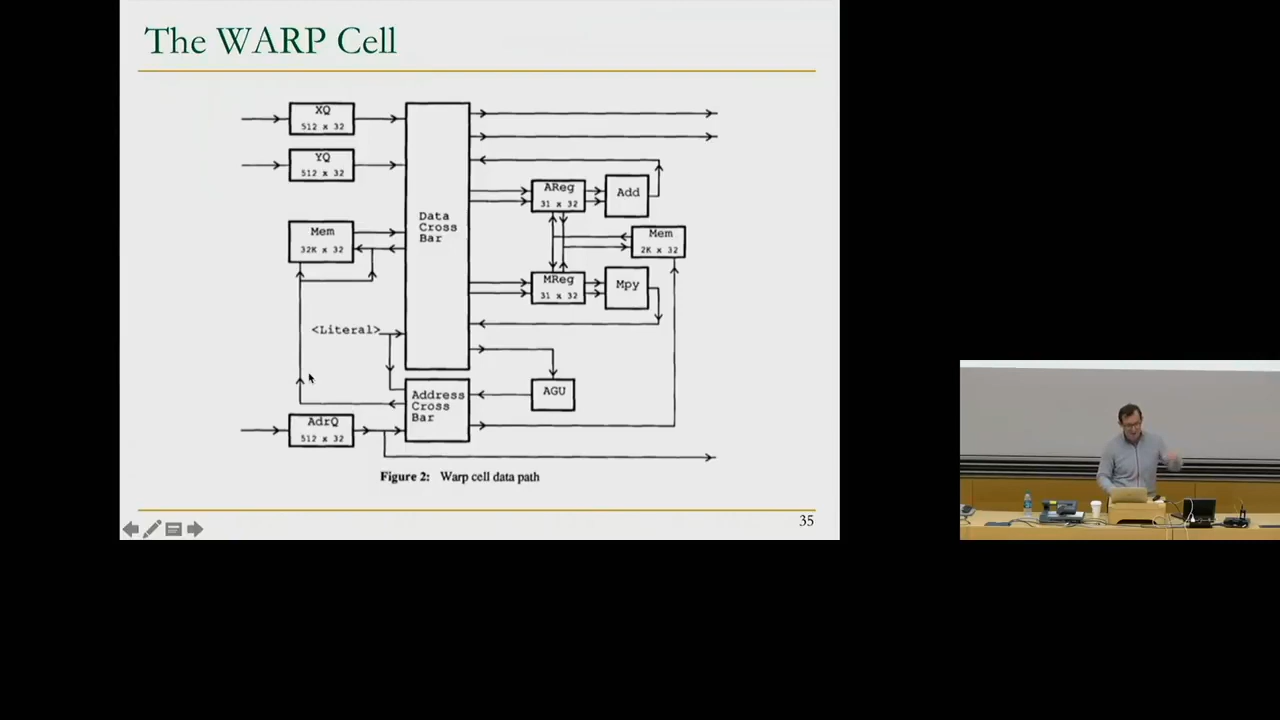 The WARP Cell
XQ
512 x 32
YQ
512 x 32
Mem
32K x 32
<Literal>
AdrQ
512 x 32
Data
Cross
Bar
Address
Cross
Bar
AReg
31 x 32
Add
Mem
2K x 32
MReg
31 x 32
Mpy
AGU
Figure 2: Warp cell data path
35